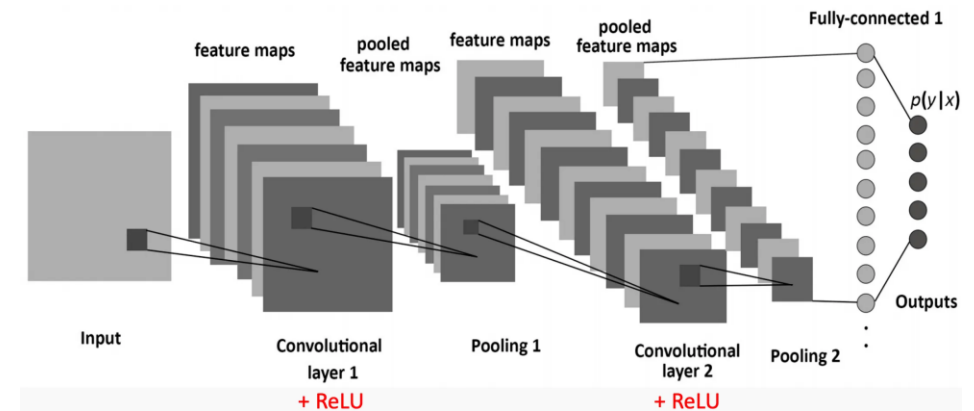 Fully-connected 1
feature maps
pooled
feature maps
feature maps
pooled
feature maps
p(y|x)
Input
Convolutional
layer 1
Pooling 1
Convolutional
layer 2
Pooling 2
Outputs
+ ReLU
+ ReLU